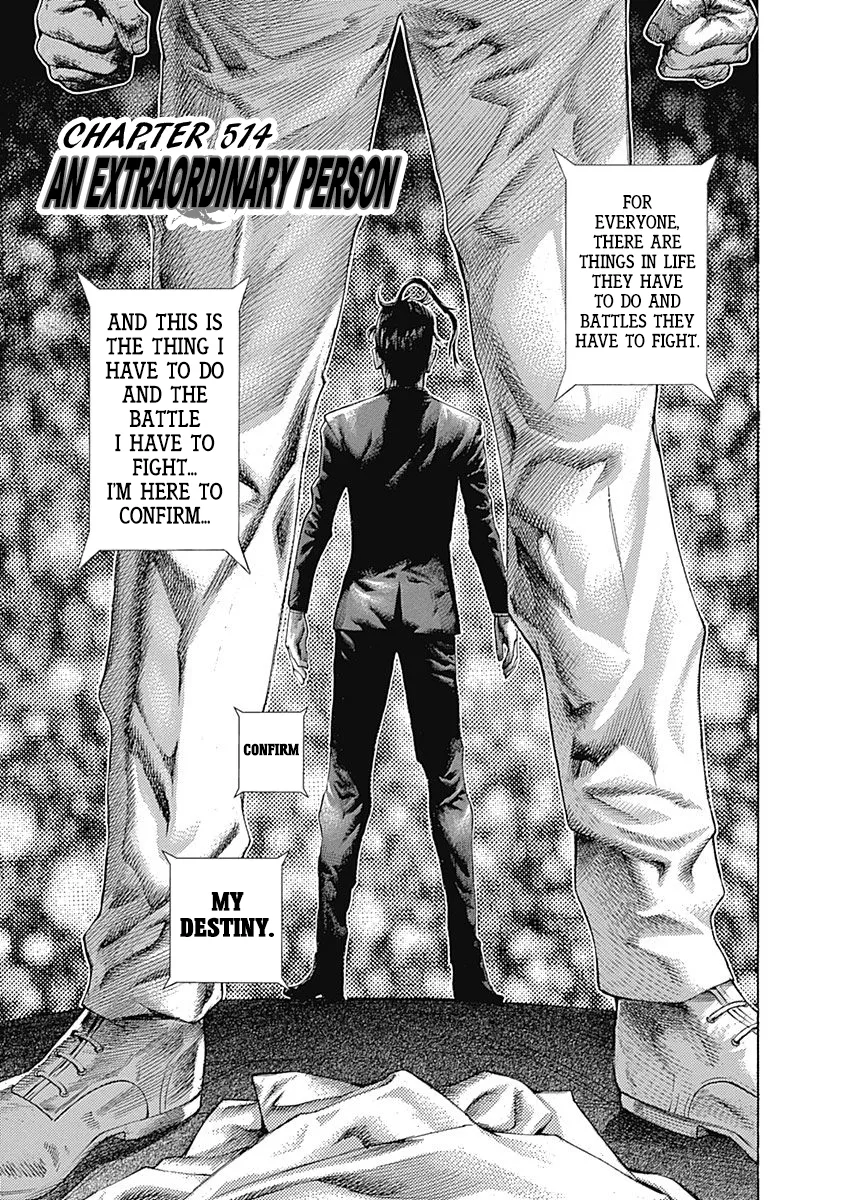 CHAPTER 514
AN EXTRAORDINARY PERSON
FOR
EVERYONE,
THERE ARE
THINGS IN LIFE
THEY HAVE
TO DO AND
BATTLES THEY
HAVE TO FIGHT.
AND THIS IS
THE THING I
HAVE TO DO
AND THE
BATTLE
I HAVE TO
FIGHT...
I'M HERE TO
CONFIRM...
CONFIRM
MY
DESTINY.